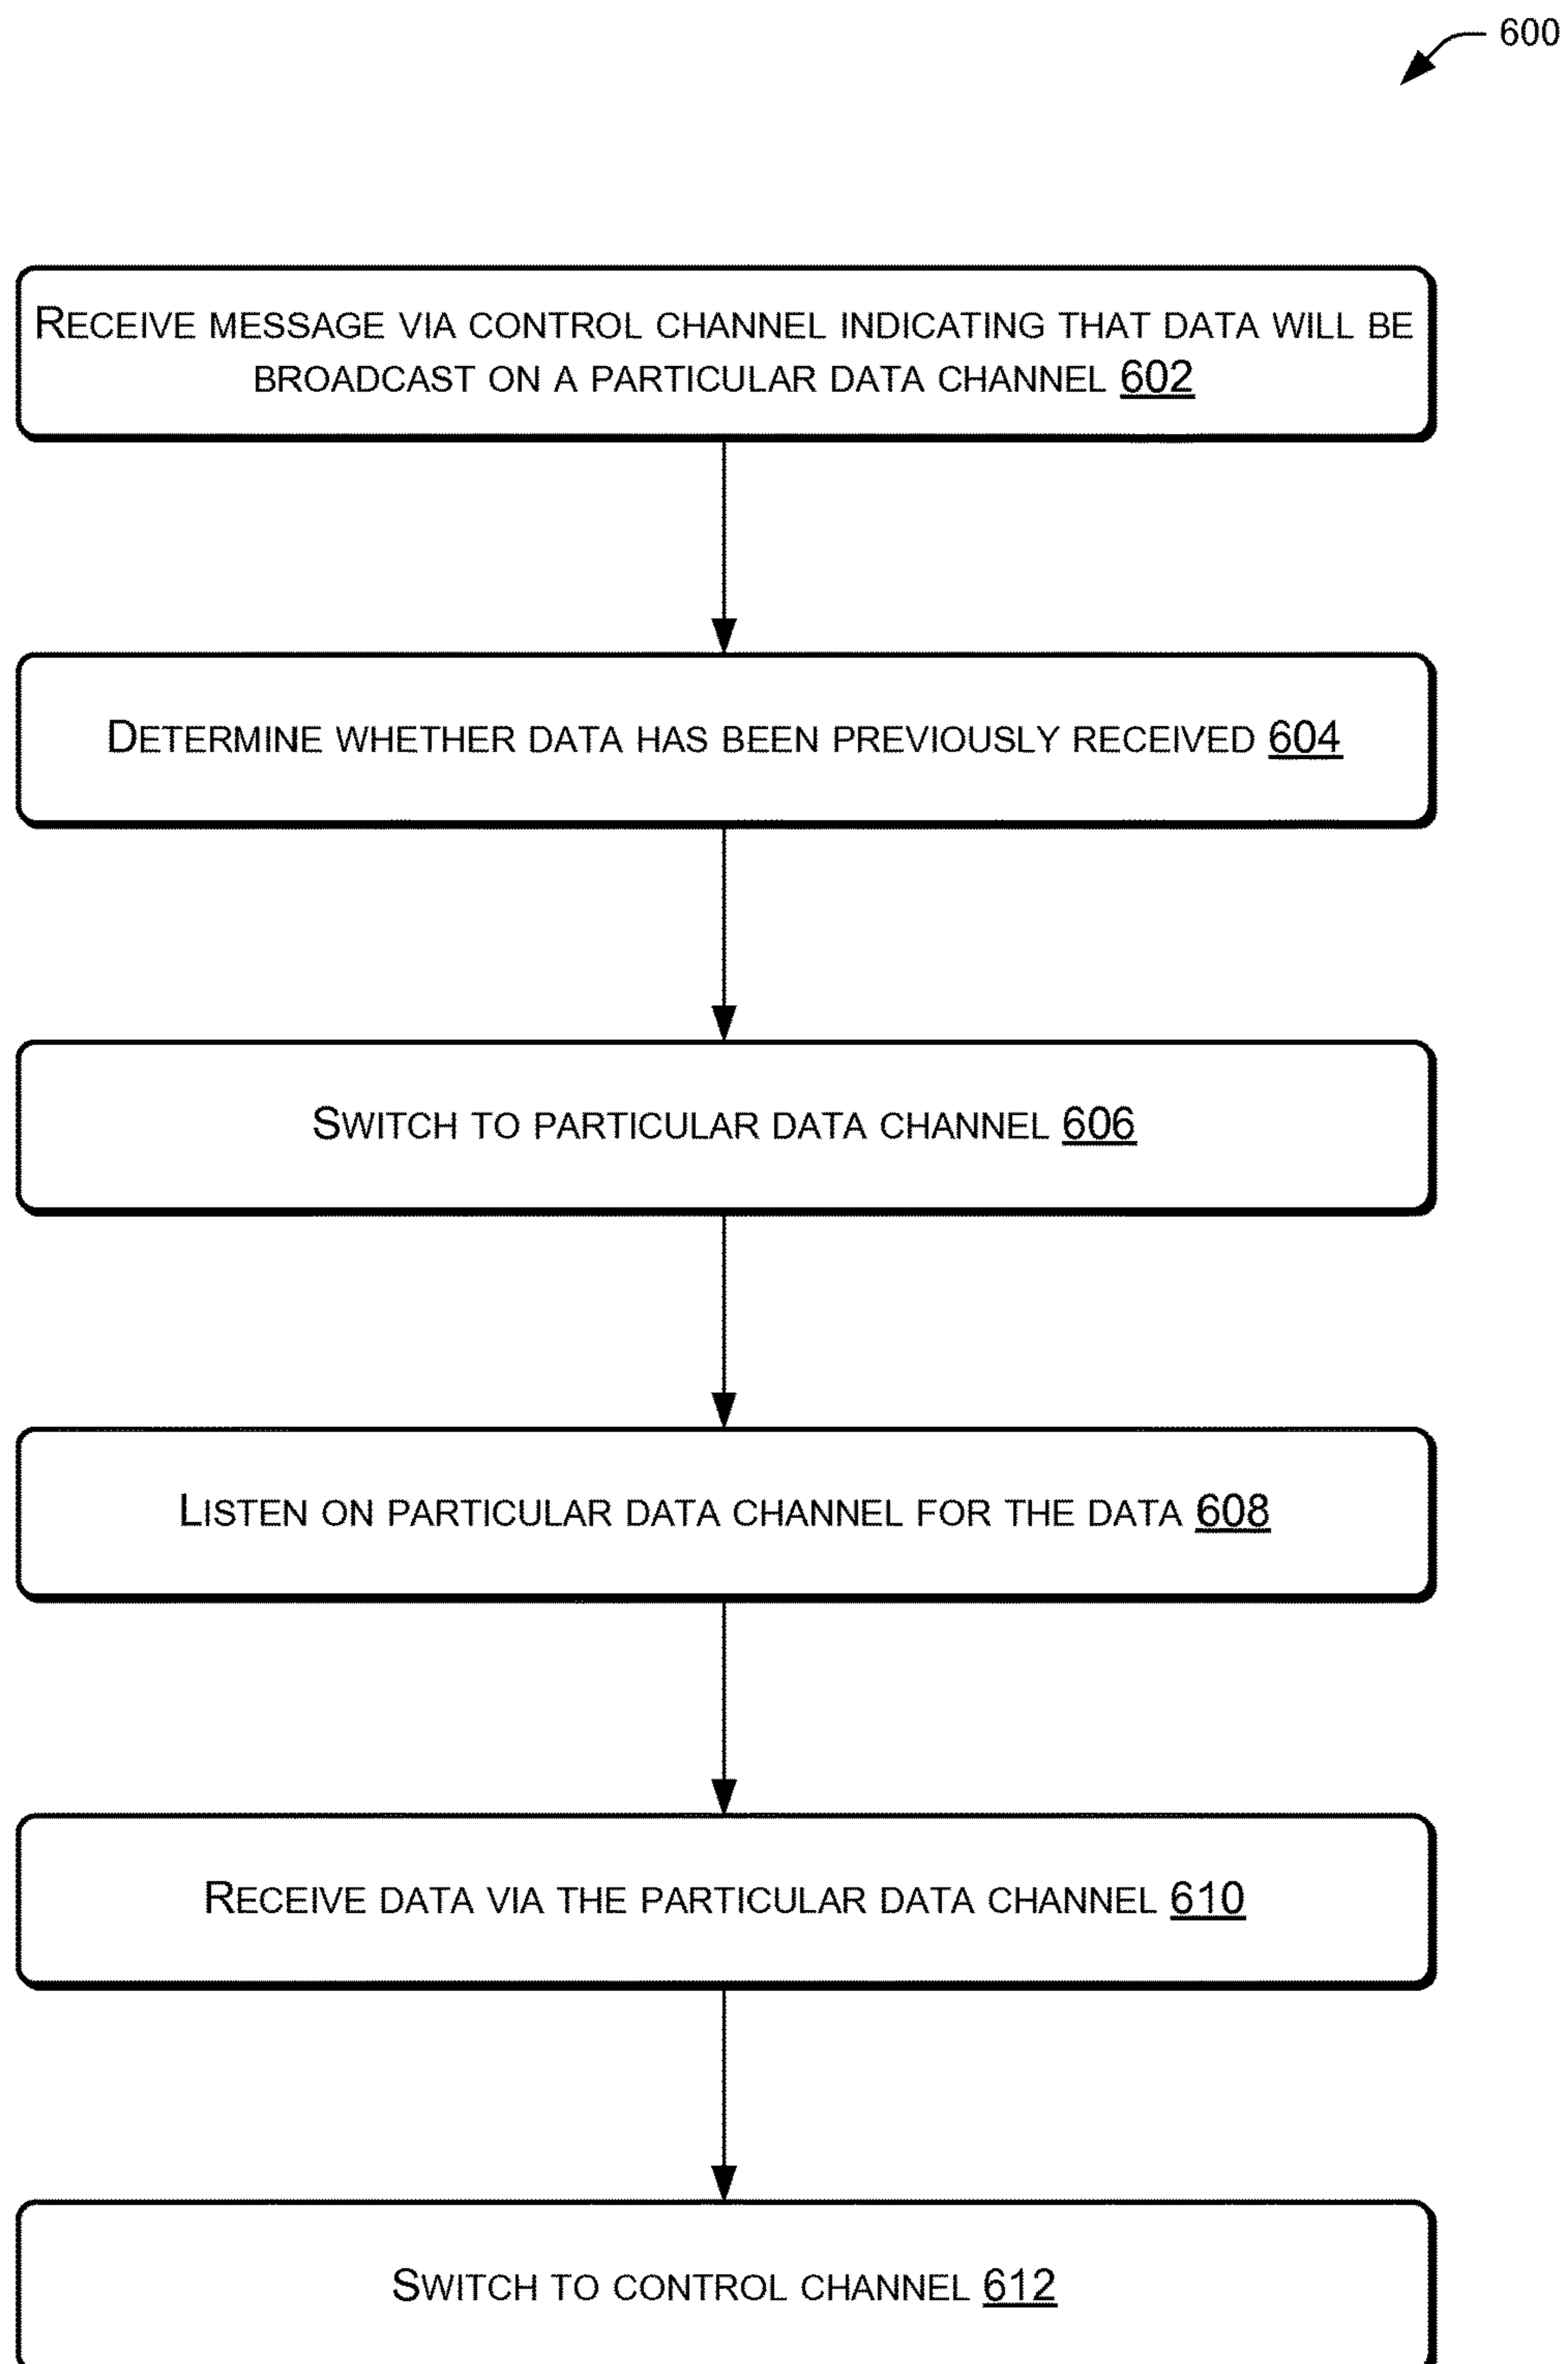 600
RECEIVE MESSAGE VIA CONTROL CHANNEL INDICATING THAT DATA WILL BE
BROADCAST ON A PARTICULAR DATA CHANNEL 602
DETERMINE WHETHER DATA HAS BEEN PREVIOUSLY RECEIVED 604
SWITCH TO PARTICULAR DATA CHANNEL 606
LISTEN ON PARTICULAR DATA CHANNEL FOR THE DATA 608
RECEIVE DATA VIA THE PARTICULAR DATA CHANNEL 610
SWITCH TO CONTROL CHANNEL 612